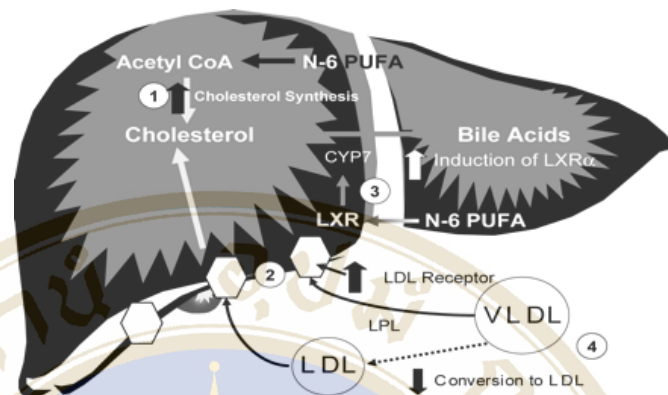 Acetyl CoA N-6 PUFA
1 Cholesterol Synthesis
Cholesterol Bile Acids
CYP7 Induction of LXRα
3
LXR N-6 PUFA
2 LDL Receptor
LPL VLDL
LDL 4
Conversion to LDL